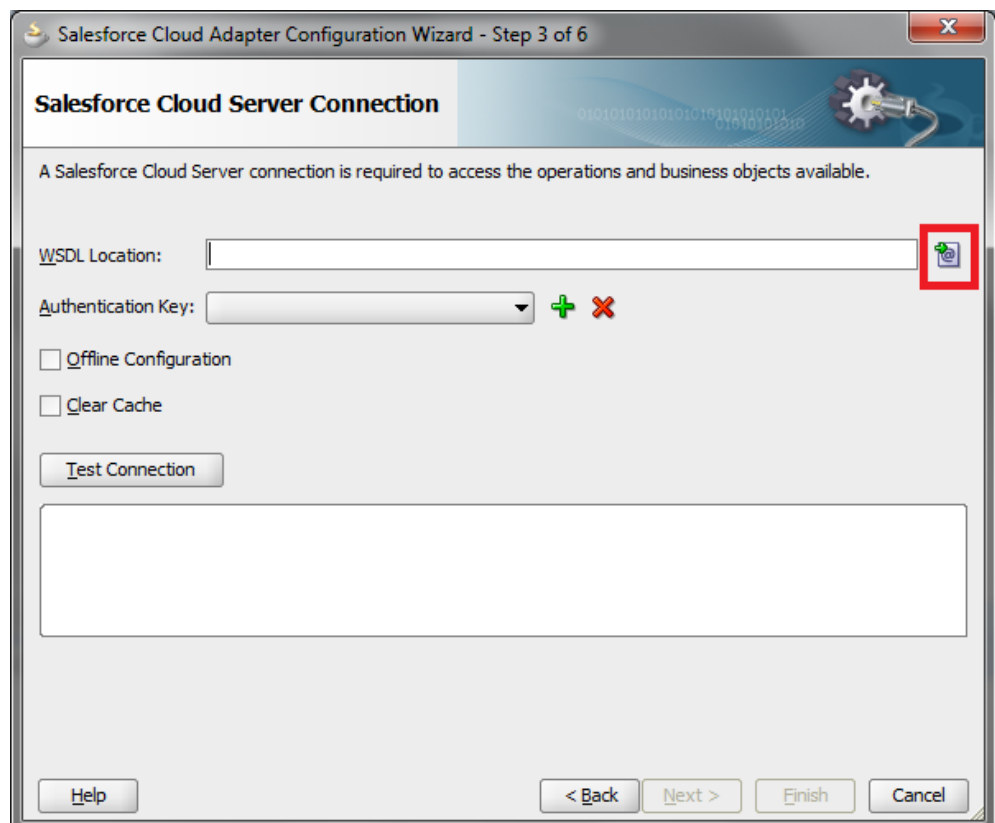 Salesforce Cloud Adapter Configuration Wizard - Step 3 of 6
Salesforce Cloud Server Connection
A Salesforce Cloud Server connection is required to access the operations and business objects available.
WSDL Location:
Authentication Key:
Offline Configuration
Clear Cache
Test Connection
Help
< Back
Next >
Finish
Cancel